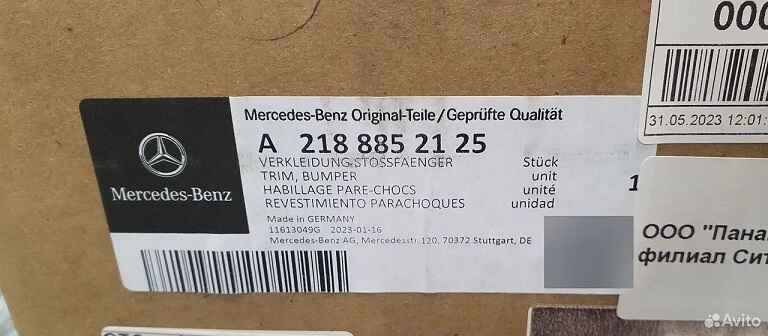 000
31.05.2023 12:01:
Mercedes-Benz Original-Teile/Geprüfte Qualität
A 218 885 21 25
VERKLEIDUNG STOSSFAENGER Stück
TRIM, BUMPER unit
HABILLAGE PARE-CHOCS unité 1
REVESTIMIENTO PARACHOQUES unidad
Made in GERMANY
11613049G 2023-01-16
Mercedes-Benz AG, Mercedesstr. 120, 70372 Stuttgart, DE
Mercedes-Benz
ООО "Пана
филиал Сит
Avito